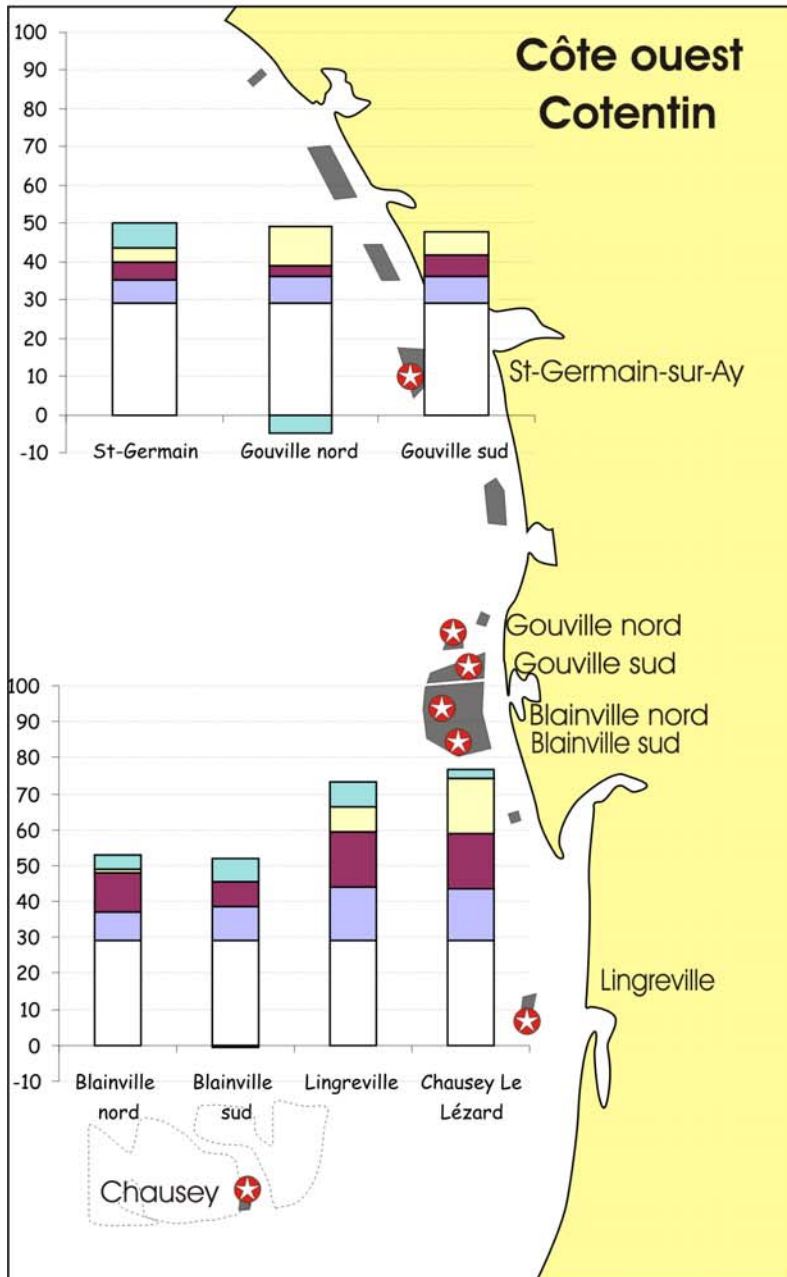 Côte ouest
Cotentin
100
90
80
70
60
50
40
30
20
10
0
-10
St-Germain
Gouville nord
Gouville sud
St-Germain-sur-Ay
Gouville nord
Gouville sud
Blainville nord
Blainville sud
100
90
80
70
60
50
40
30
20
10
0
-10
Blainville nord
Blainville sud
Lingreville
Chausey Le Lézard
Lingreville
Chausey